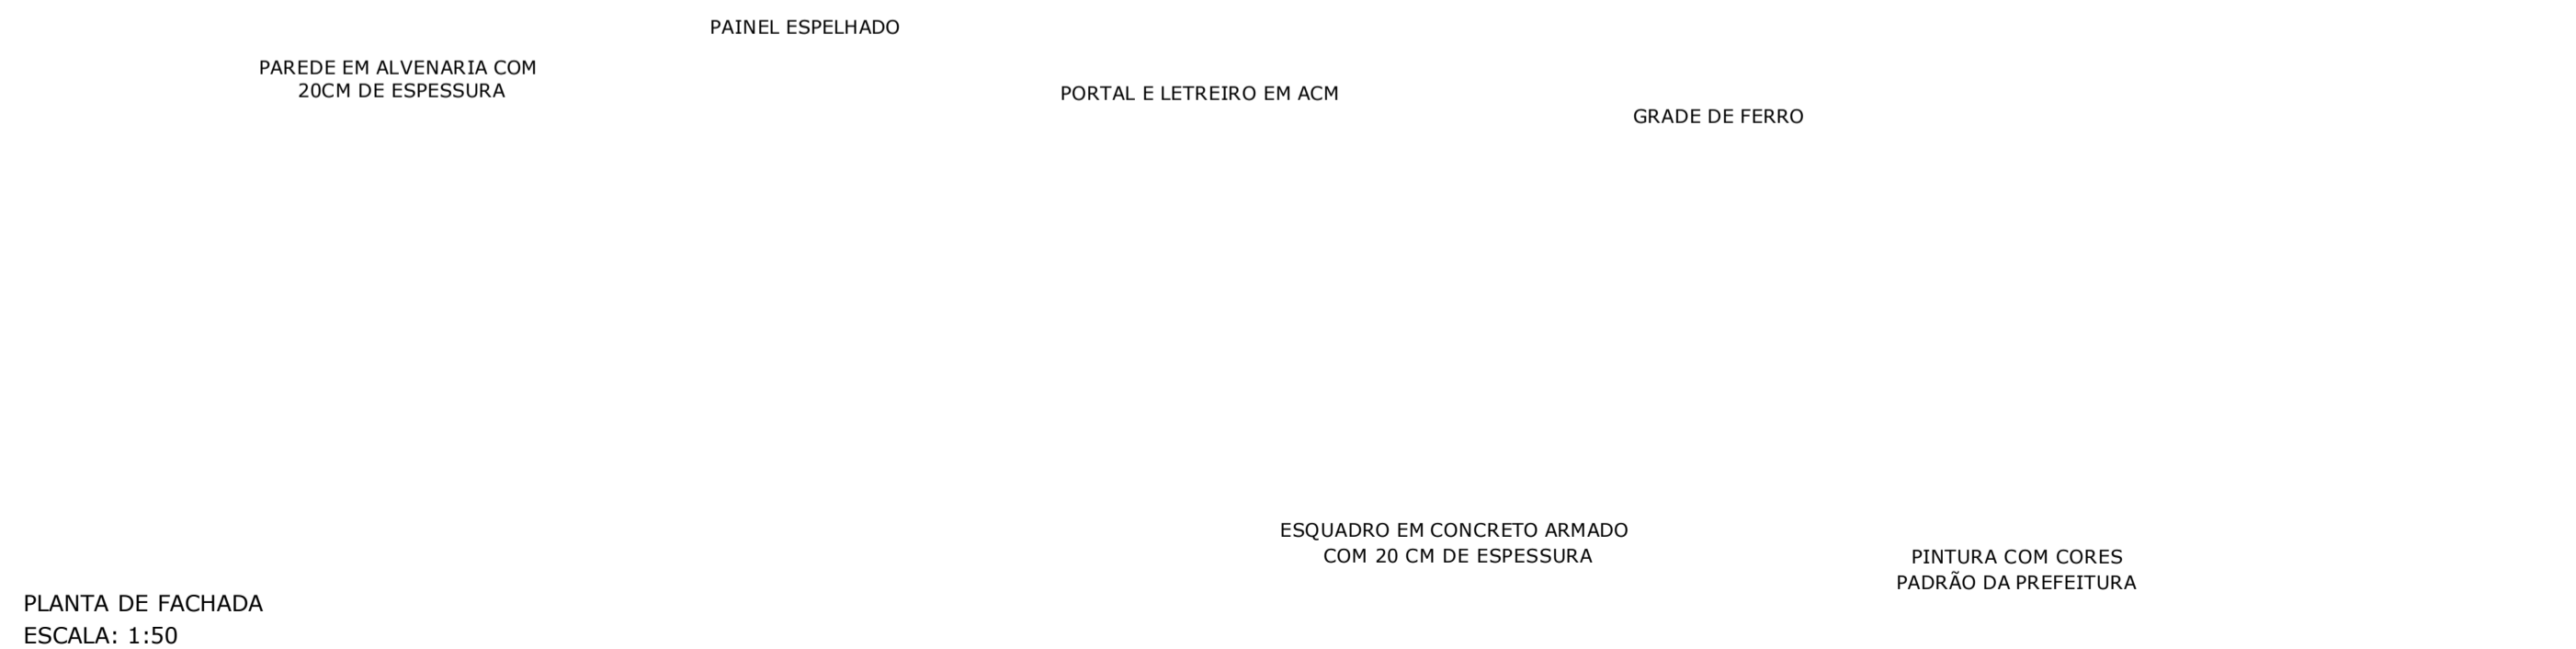 PAINEL ESPELHADO
PAREDE EM ALVENARIA COM
20CM DE ESPESSURA
PORTAL E LETREIRO EM ACM
GRADE DE FERRO
ESQUADRO EM CONCRETO ARMADO
COM 20 CM DE ESPESSURA
PINTURA COM CORES
PADRÃO DA PREFEITURA
PLANTA DE FACHADA
ESCALA: 1:50